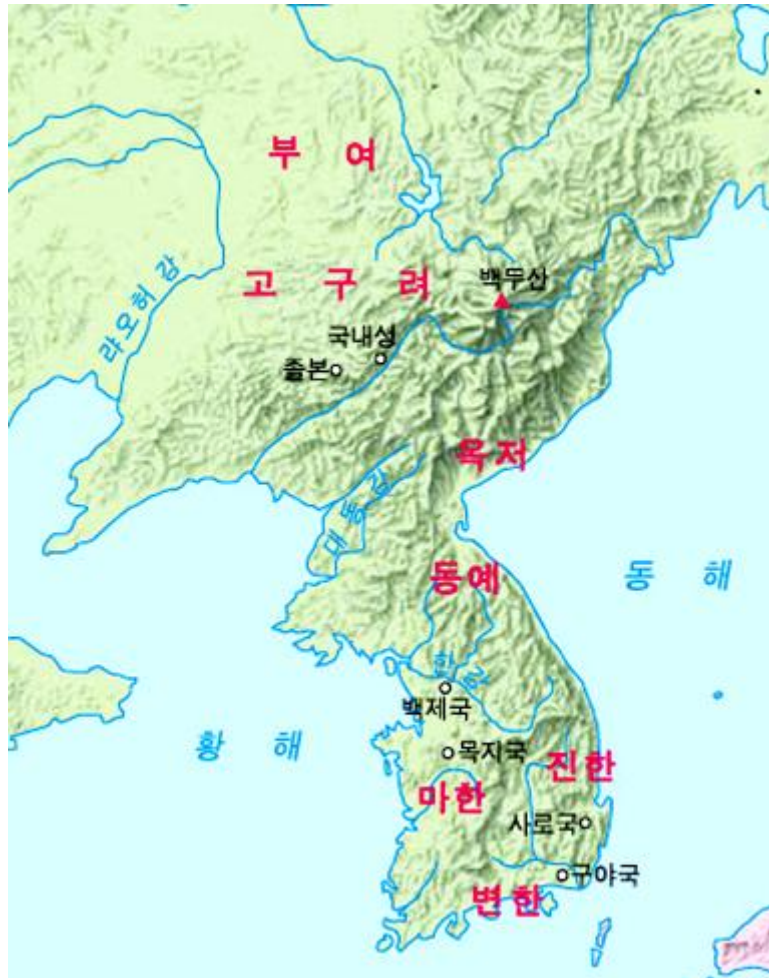 부 여
고 구 려
백두산
랴오허 강
국내성
졸본
옥저
대동강
동예
동 해
한강
백제국
황 해
목지국
진한
마한
사로국
구야국
변한